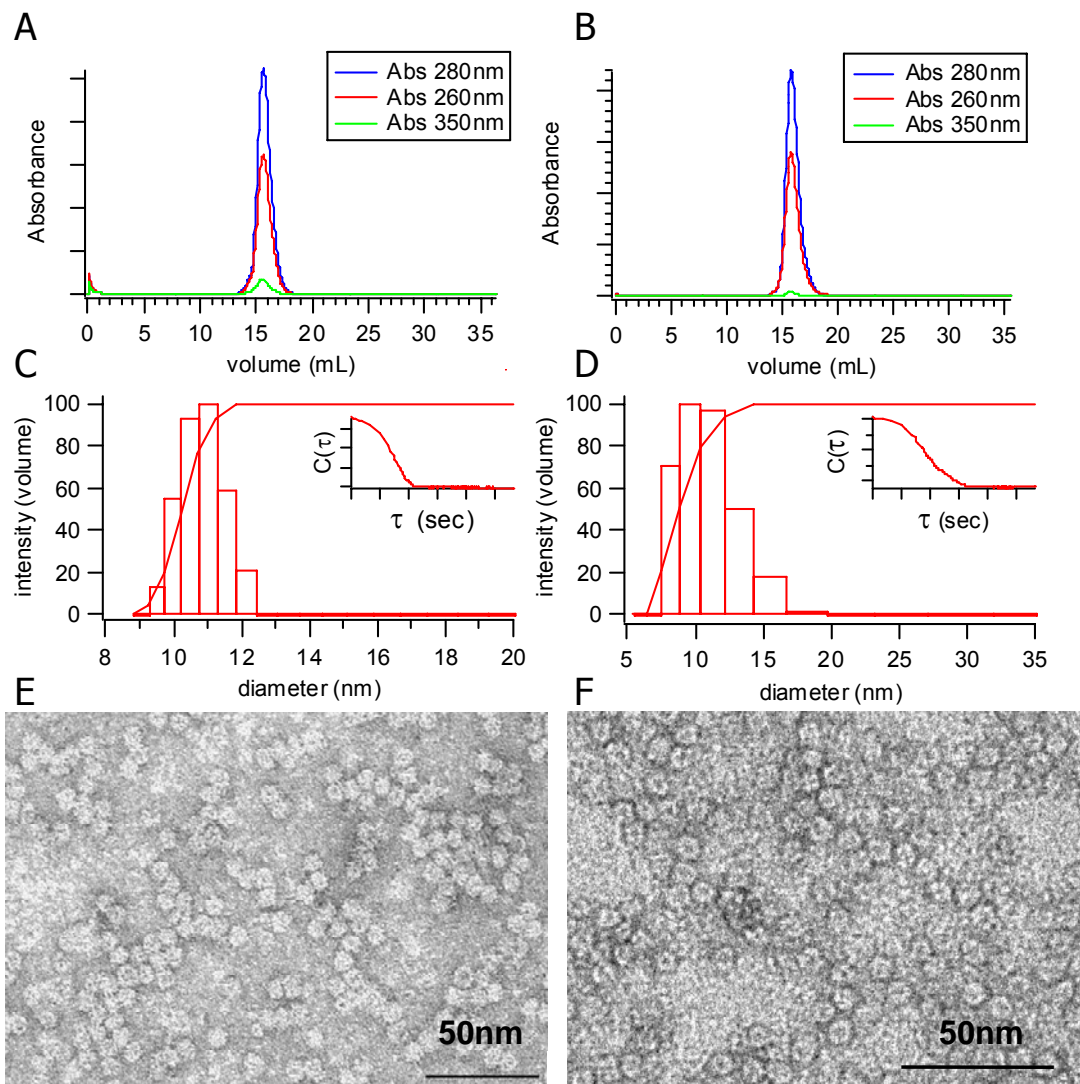 A
Abs 280nm
Abs 260nm
Abs 350nm
Absorbance
0 5 10 15 20 25 30 35
volume (mL)
B
Abs 280nm
Abs 260nm
Abs 350nm
Absorbance
0 5 10 15 20 25 30 35
volume (mL)
C
100
80
60
40
20
0
intensity (volume)
C(τ)
τ (sec)
8 10 12 14 16 18 20
diameter (nm)
D
100
80
60
40
20
0
intensity (volume)
C(τ)
τ (sec)
5 10 15 20 25 30 35
diameter (nm)
E
50nm
F
50nm